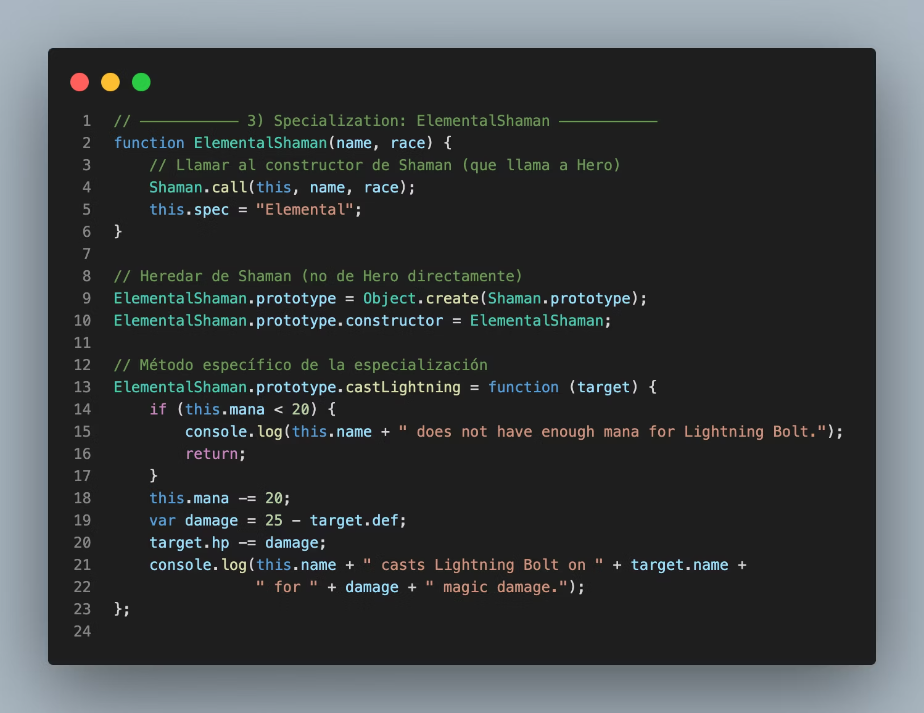 1 // ─────────── 3) Specialization: ElementalShaman ───────────
2 function ElementalShaman(name, race) {
3     // Llamar al constructor de Shaman (que llama a Hero)
4     Shaman.call(this, name, race);
5     this.spec = "Elemental";
6 }
7
8 // Heredar de Shaman (no de Hero directamente)
9 ElementalShaman.prototype = Object.create(Shaman.prototype);
10 ElementalShaman.prototype.constructor = ElementalShaman;
11
12 // Método específico de la especialización
13 ElementalShaman.prototype.castLightning = function (target) {
14     if (this.mana < 20) {
15         console.log(this.name + " does not have enough mana for Lightning Bolt.");
16         return;
17     }
18     this.mana -= 20;
19     var damage = 25 - target.def;
20     target.hp -= damage;
21     console.log(this.name + " casts Lightning Bolt on " + target.name +
22                 " for " + damage + " magic damage.");
23 };
24